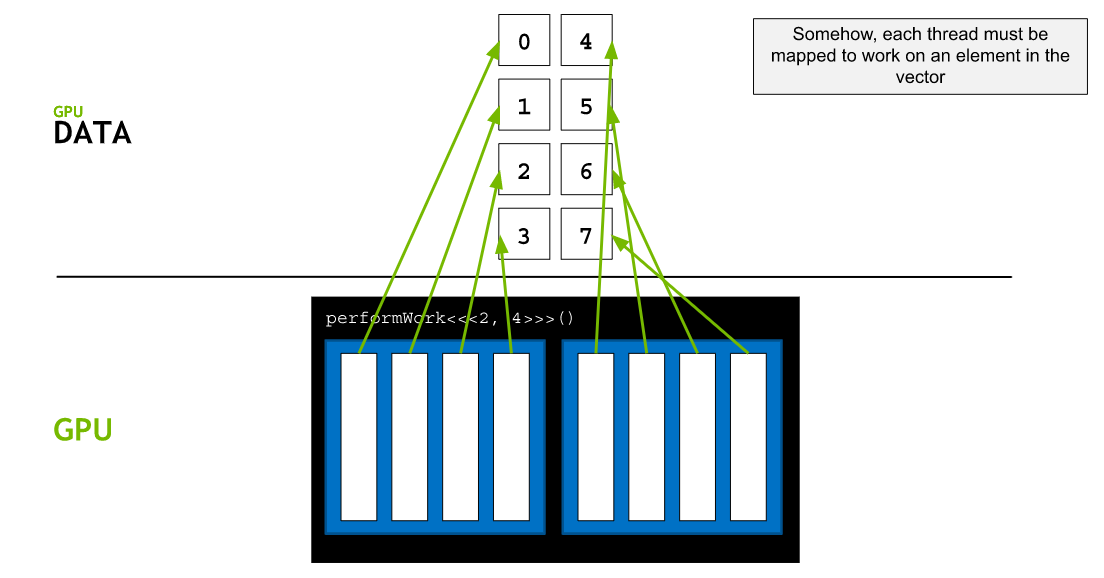 0 4
Somehow, each thread must be
mapped to work on an element in the
vector
GPU
DATA
1 5
2 6
3 7
performWork<<<2, 4>>>()
GPU